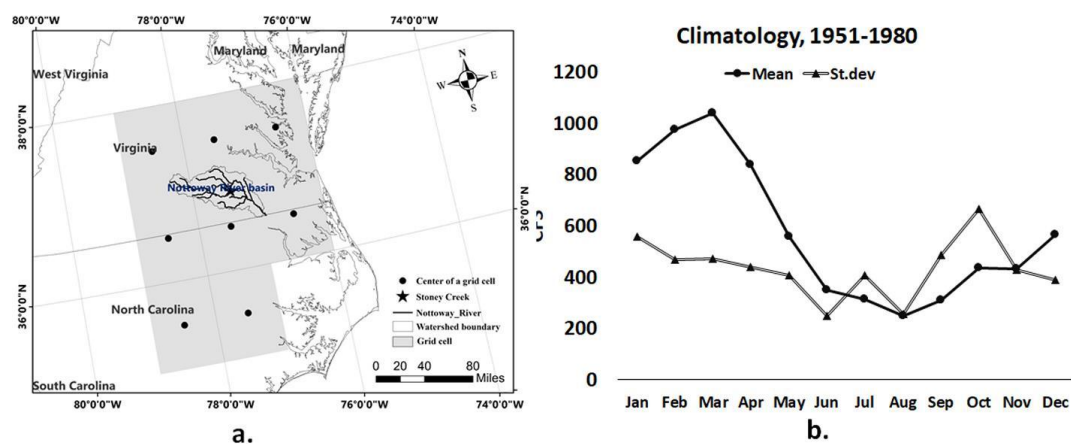 80°0'0"W 78°0'0"W 76°0'0"W
Maryland Maryland
West Virginia
N
W E
S
38°0'0"N
Virginia
Nottoway River basin
36°0'0"N
36°0'0"N
North Carolina
South Carolina
Center of a grid cell
Stoney Creek
Nottoway_River
Watershed boundary
Grid cell
0 20 40 80
Miles
80°0'0"W 78°0'0"W 76°0'0"W 74°0'0"W
a.
Climatology, 1951-1980
Mean St.dev
CFS
1200
1000
800
600
400
200
0
Jan Feb Mar Apr May Jun Jul Aug Sep Oct Nov Dec
b.